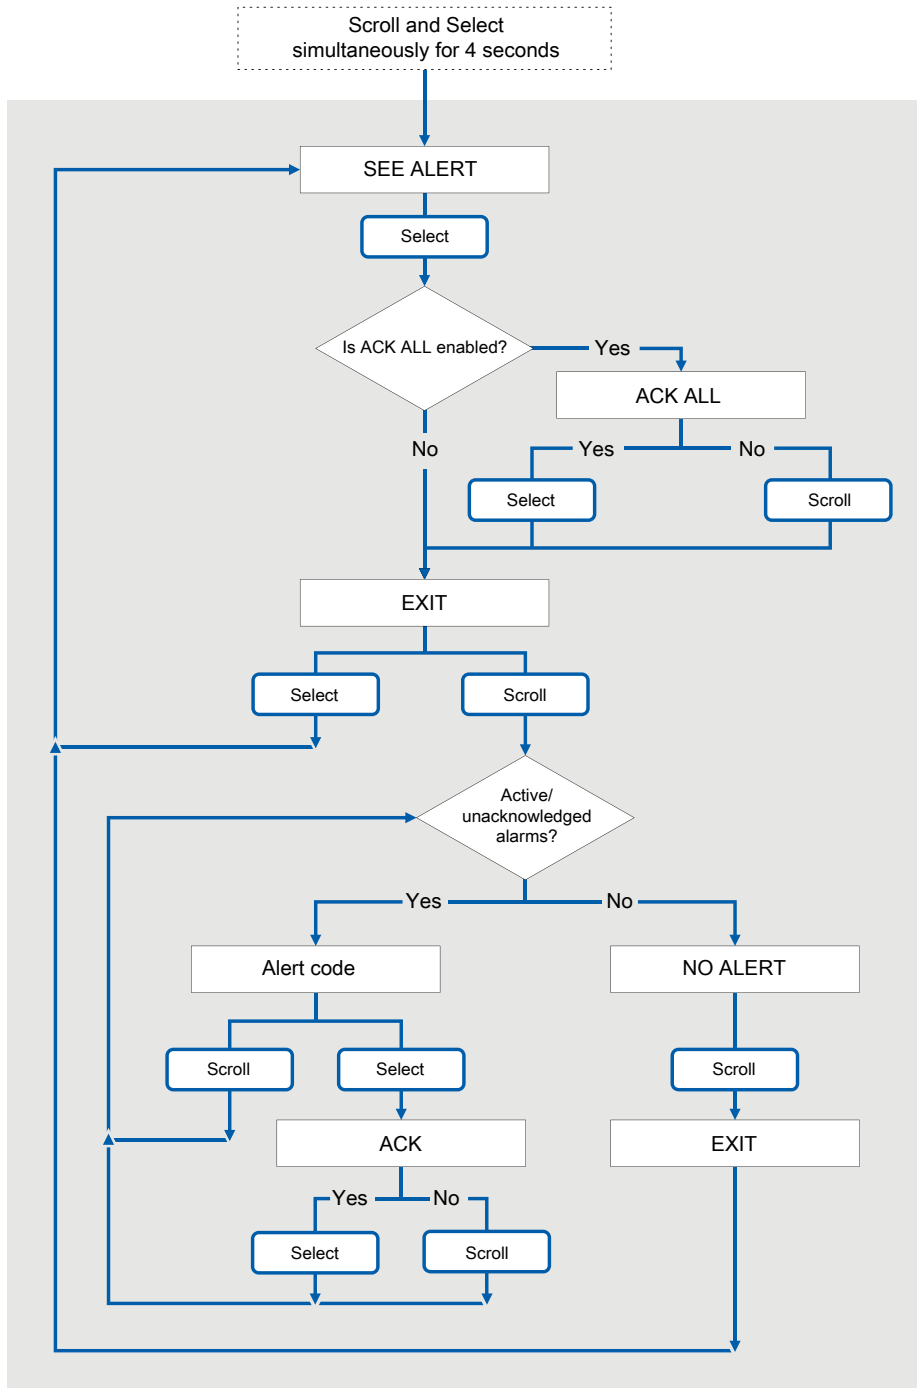 Scroll and Select
simultaneously for 4 seconds
SEE ALERT
Select
Is ACK ALL enabled?
Yes
ACK ALL
No
Yes
No
Select
Scroll
EXIT
Select
Scroll
Active/
unacknowledged
alarms?
Yes
No
Alert code
NO ALERT
Scroll
Select
Scroll
ACK
EXIT
Yes
No
Select
Scroll